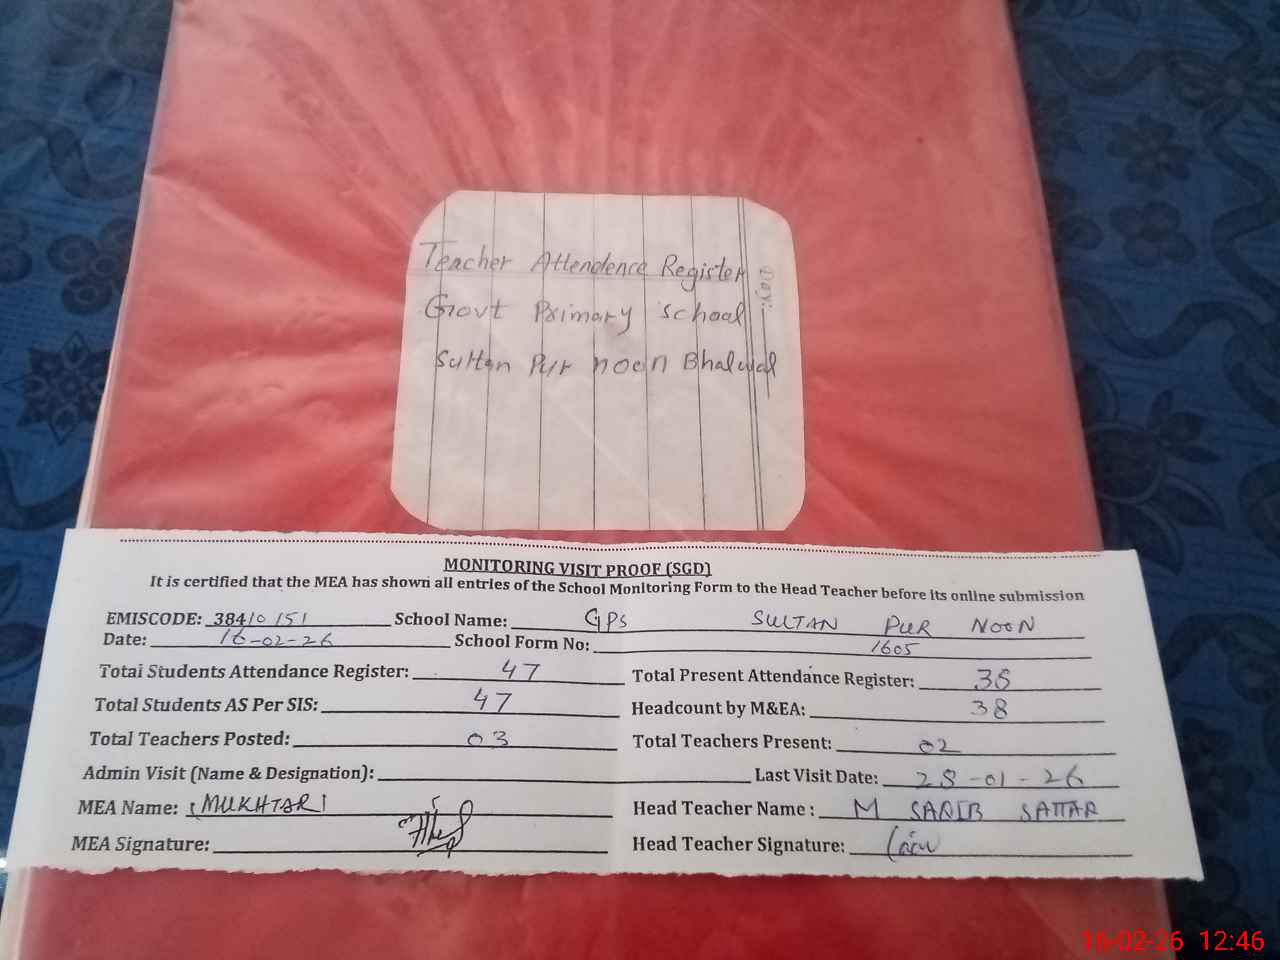 Teacher Attendence Register
Govt Primary school
Sultan Pur noon Bhalwal
Day:
MONITORING VISIT PROOF (SGD)
It is certified that the MEA has shown all entries of the School Monitoring Form to the Head Teacher before its online submission
EMISCODE: 38410151 School Name: GPS SULTAN PUR NOON
Date: 16-02-26 School Form No: 1605
Total Students Attendance Register: 47 Total Present Attendance Register: 38
Total Students AS Per SIS: 47 Headcount by M&EA: 38
Total Teachers Posted: 03 Total Teachers Present: 02
Admin Visit (Name & Designation): Last Visit Date: 28-01-26
MEA Name: MUKHTAR Head Teacher Name : M SAQIB SATTAR
MEA Signature: Head Teacher Signature:
16-02-26 12:46